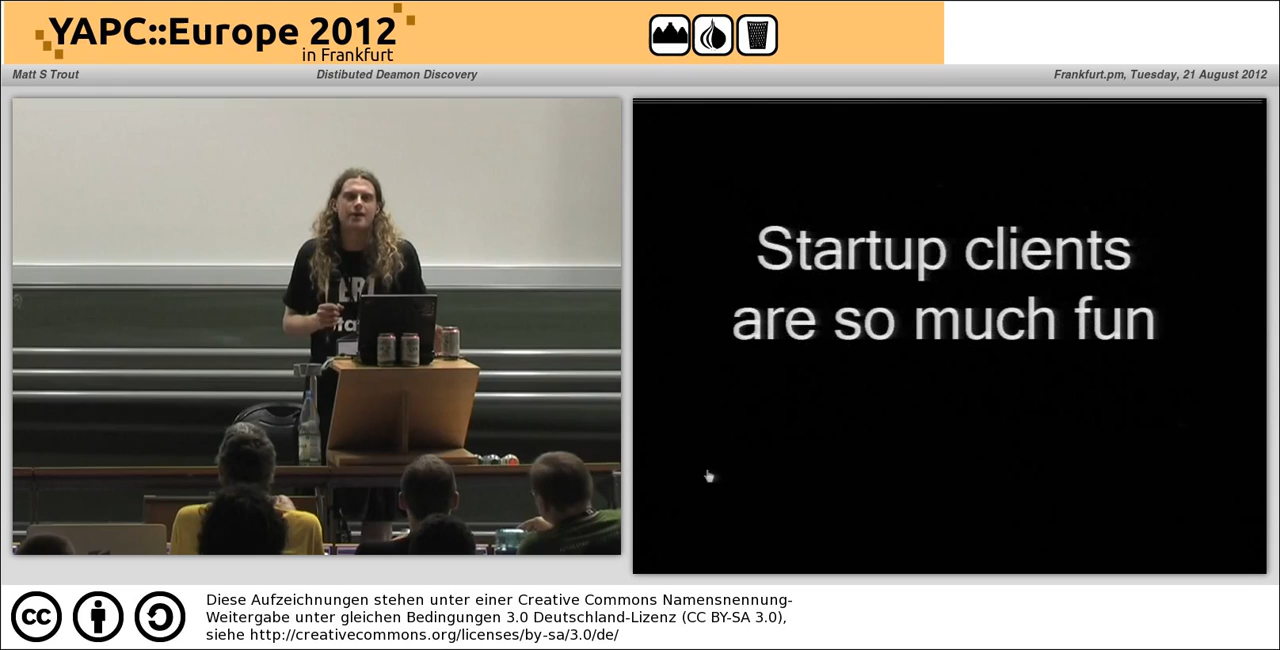 YAPC::Europe 2012
in Frankfurt
Matt S Trout
Distibuted Deamon Discovery
Frankfurt.pm, Tuesday, 21 August 2012
Startup clients
are so much fun
cc
Diese Aufzeichnungen stehen unter einer Creative Commons Namensnennung-
Weitergabe unter gleichen Bedingungen 3.0 Deutschland-Lizenz (CC BY-SA 3.0),
siehe http://creativecommons.org/licenses/by-sa/3.0/de/